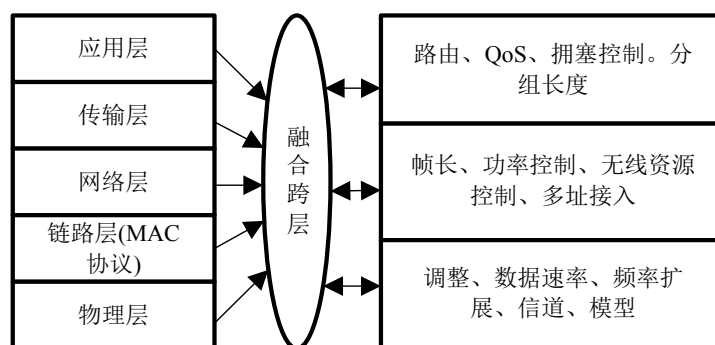 应用层
传输层
网络层
链路层(MAC
协议)
物理层
融
合
跨
层
路由、QoS、拥塞控制。分
组长度
帧长、功率控制、无线资源
控制、多址接入
调整、数据速率、频率扩
展、信道、模型